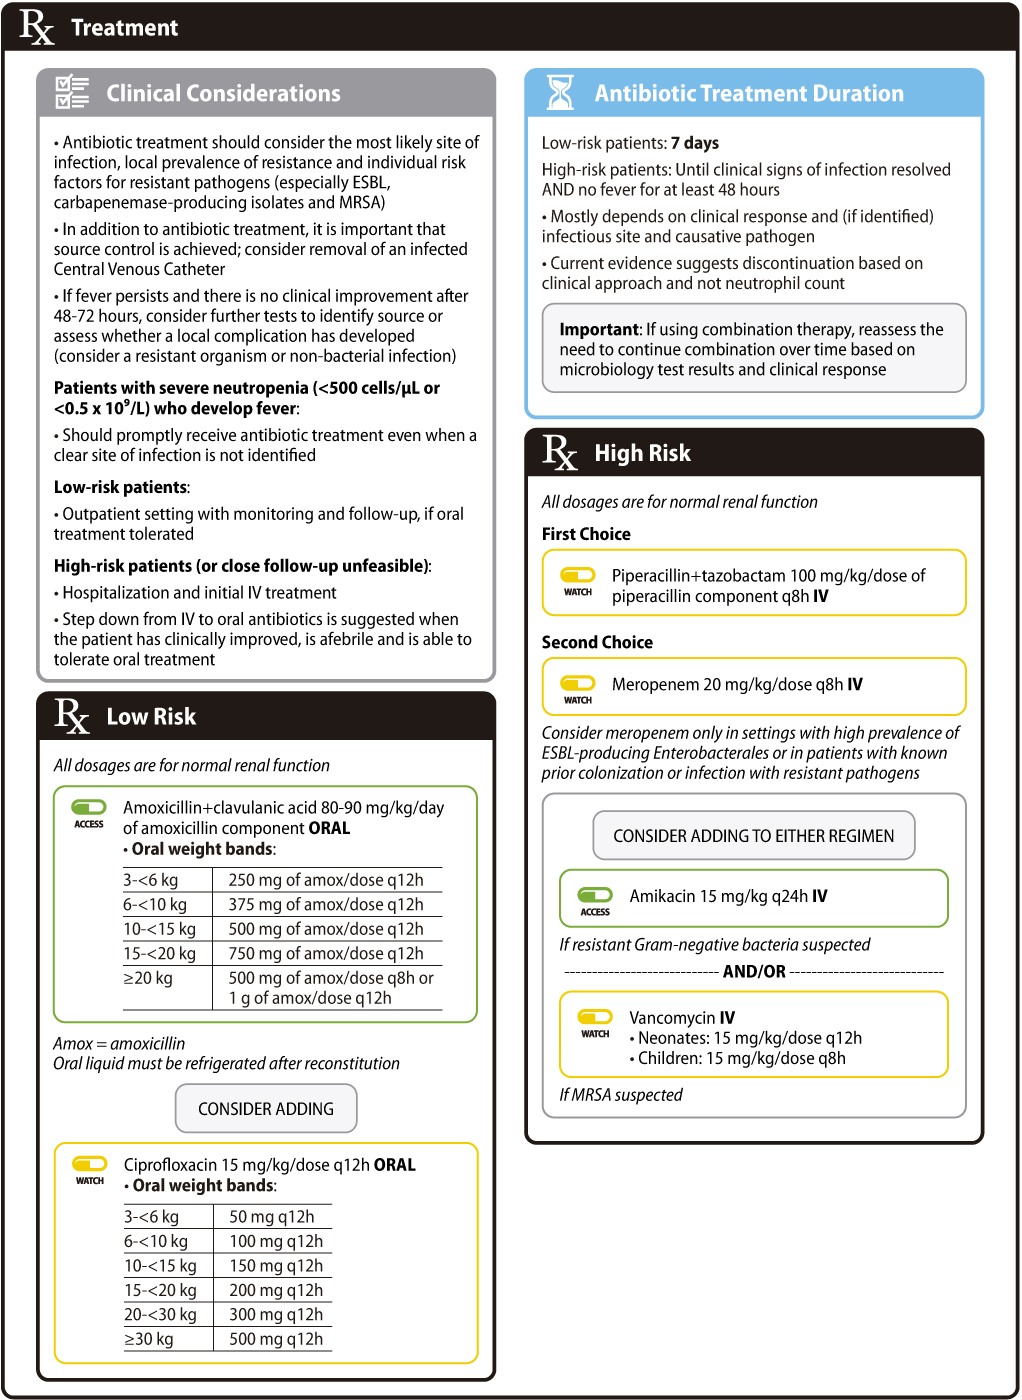 Rx Treatment
Clinical Considerations
• Antibiotic treatment should consider the most likely site of
infection, local prevalence of resistance and individual risk
factors for resistant pathogens (especially ESBL,
carbapenemase-producing isolates and MRSA)
• In addition to antibiotic treatment, it is important that
source control is achieved; consider removal of an infected
Central Venous Catheter
• If fever persists and there is no clinical improvement after
48-72 hours, consider further tests to identify source or
assess whether a local complication has developed
(consider a resistant organism or non-bacterial infection)
Patients with severe neutropenia (<500 cells/µL or
<0.5 x 10⁹/L) who develop fever:
• Should promptly receive antibiotic treatment even when a
clear site of infection is not identified
Low-risk patients:
• Outpatient setting with monitoring and follow-up, if oral
treatment tolerated
High-risk patients (or close follow-up unfeasible):
• Hospitalization and initial IV treatment
• Step down from IV to oral antibiotics is suggested when
the patient has clinically improved, is afebrile and is able to
tolerate oral treatment
Rx Low Risk
All dosages are for normal renal function
ACCESS
Amoxicillin+clavulanic acid 80-90 mg/kg/day
of amoxicillin component ORAL
• Oral weight bands:
3-<6 kg 250 mg of amox/dose q12h
6-<10 kg 375 mg of amox/dose q12h
10-<15 kg 500 mg of amox/dose q12h
15-<20 kg 750 mg of amox/dose q12h
≥20 kg 500 mg of amox/dose q8h or
1 g of amox/dose q12h
Amox = amoxicillin
Oral liquid must be refrigerated after reconstitution
CONSIDER ADDING
WATCH
Ciprofloxacin 15 mg/kg/dose q12h ORAL
• Oral weight bands:
3-<6 kg 50 mg q12h
6-<10 kg 100 mg q12h
10-<15 kg 150 mg q12h
15-<20 kg 200 mg q12h
20-<30 kg 300 mg q12h
≥30 kg 500 mg q12h
Antibiotic Treatment Duration
Low-risk patients: 7 days
High-risk patients: Until clinical signs of infection resolved
AND no fever for at least 48 hours
• Mostly depends on clinical response and (if identified)
infectious site and causative pathogen
• Current evidence suggests discontinuation based on
clinical approach and not neutrophil count
Important: If using combination therapy, reassess the
need to continue combination over time based on
microbiology test results and clinical response
Rx High Risk
All dosages are for normal renal function
First Choice
WATCH
Piperacillin+tazobactam 100 mg/kg/dose of
piperacillin component q8h IV
Second Choice
WATCH
Meropenem 20 mg/kg/dose q8h IV
Consider meropenem only in settings with high prevalence of
ESBL-producing Enterobacterales or in patients with known
prior colonization or infection with resistant pathogens
CONSIDER ADDING TO EITHER REGIMEN
ACCESS
Amikacin 15 mg/kg q24h IV
If resistant Gram-negative bacteria suspected
AND/OR
WATCH
Vancomycin IV
• Neonates: 15 mg/kg/dose q12h
• Children: 15 mg/kg/dose q8h
If MRSA suspected